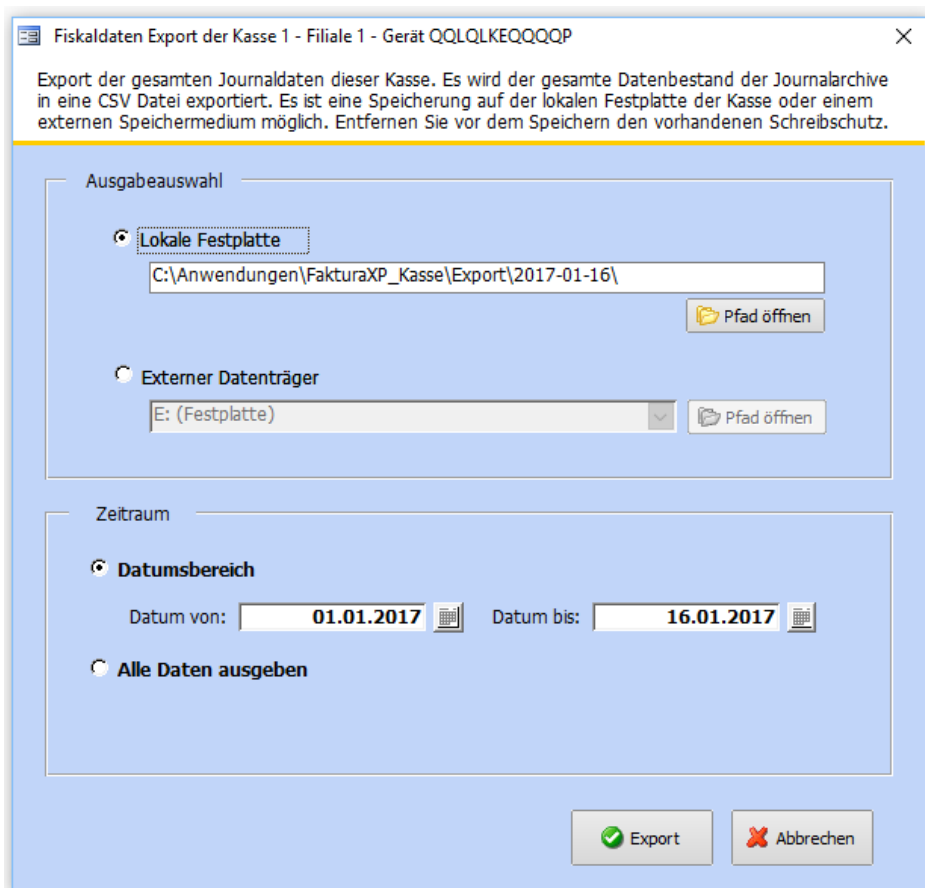 Fiskaldaten Export der Kasse 1 - Filiale 1 - Gerät QQLQLKEQQQQP
Export der gesamten Journaldaten dieser Kasse. Es wird der gesamte Datenbestand der Journalarchive
in eine CSV Datei exportiert. Es ist eine Speicherung auf der lokalen Festplatte der Kasse oder einem
externen Speichermedium möglich. Entfernen Sie vor dem Speichern den vorhandenen Schreibschutz.
Ausgabeauswahl
Lokale Festplatte
C:\Anwendungen\FakturaXP_Kasse\Export\2017-01-16\
Pfad öffnen
Externer Datenträger
E: (Festplatte)
Pfad öffnen
Zeitraum
Datumsbereich
Datum von: 01.01.2017 Datum bis: 16.01.2017
Alle Daten ausgeben
Export Abbrechen